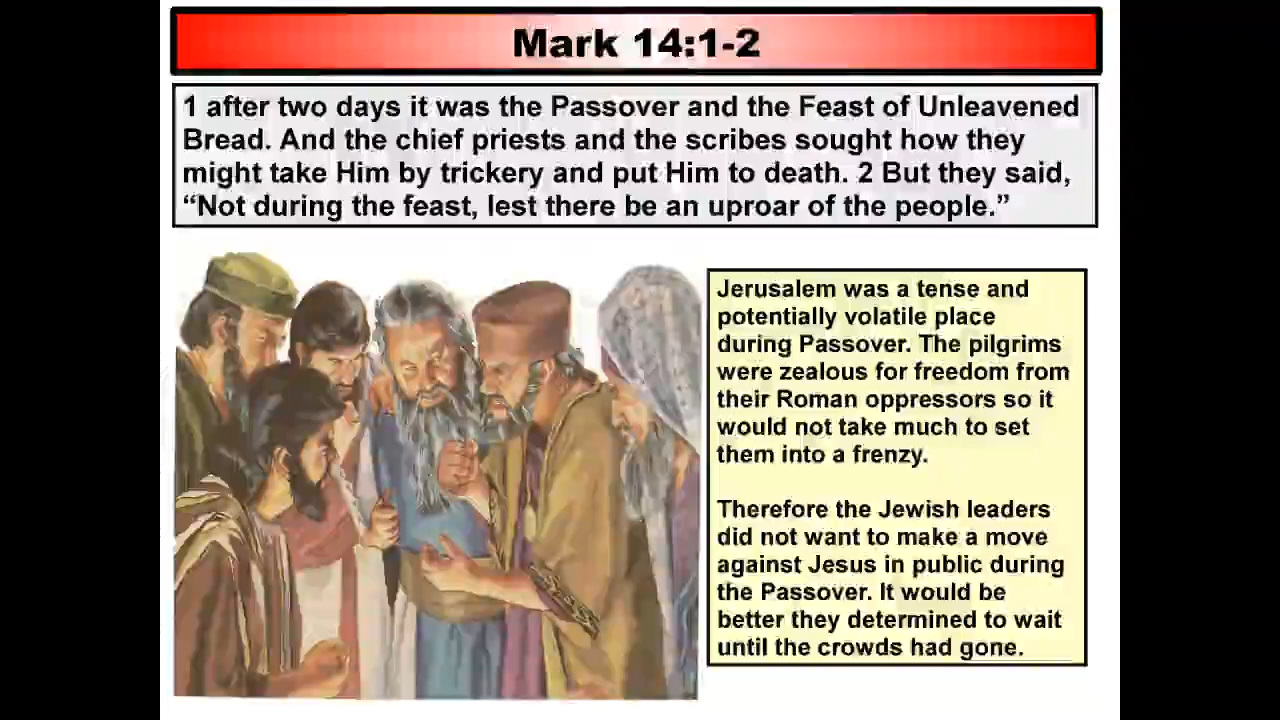 Mark 14:1-2
1 after two days it was the Passover and the Feast of Unleavened
Bread. And the chief priests and the scribes sought how they
might take Him by trickery and put Him to death. 2 But they said,
“Not during the feast, lest there be an uproar of the people.”
Jerusalem was a tense and
potentially volatile place
during Passover. The pilgrims
were zealous for freedom from
their Roman oppressors so it
would not take much to set
them into a frenzy.
Therefore the Jewish leaders
did not want to make a move
against Jesus in public during
the Passover. It would be
better they determined to wait
until the crowds had gone.